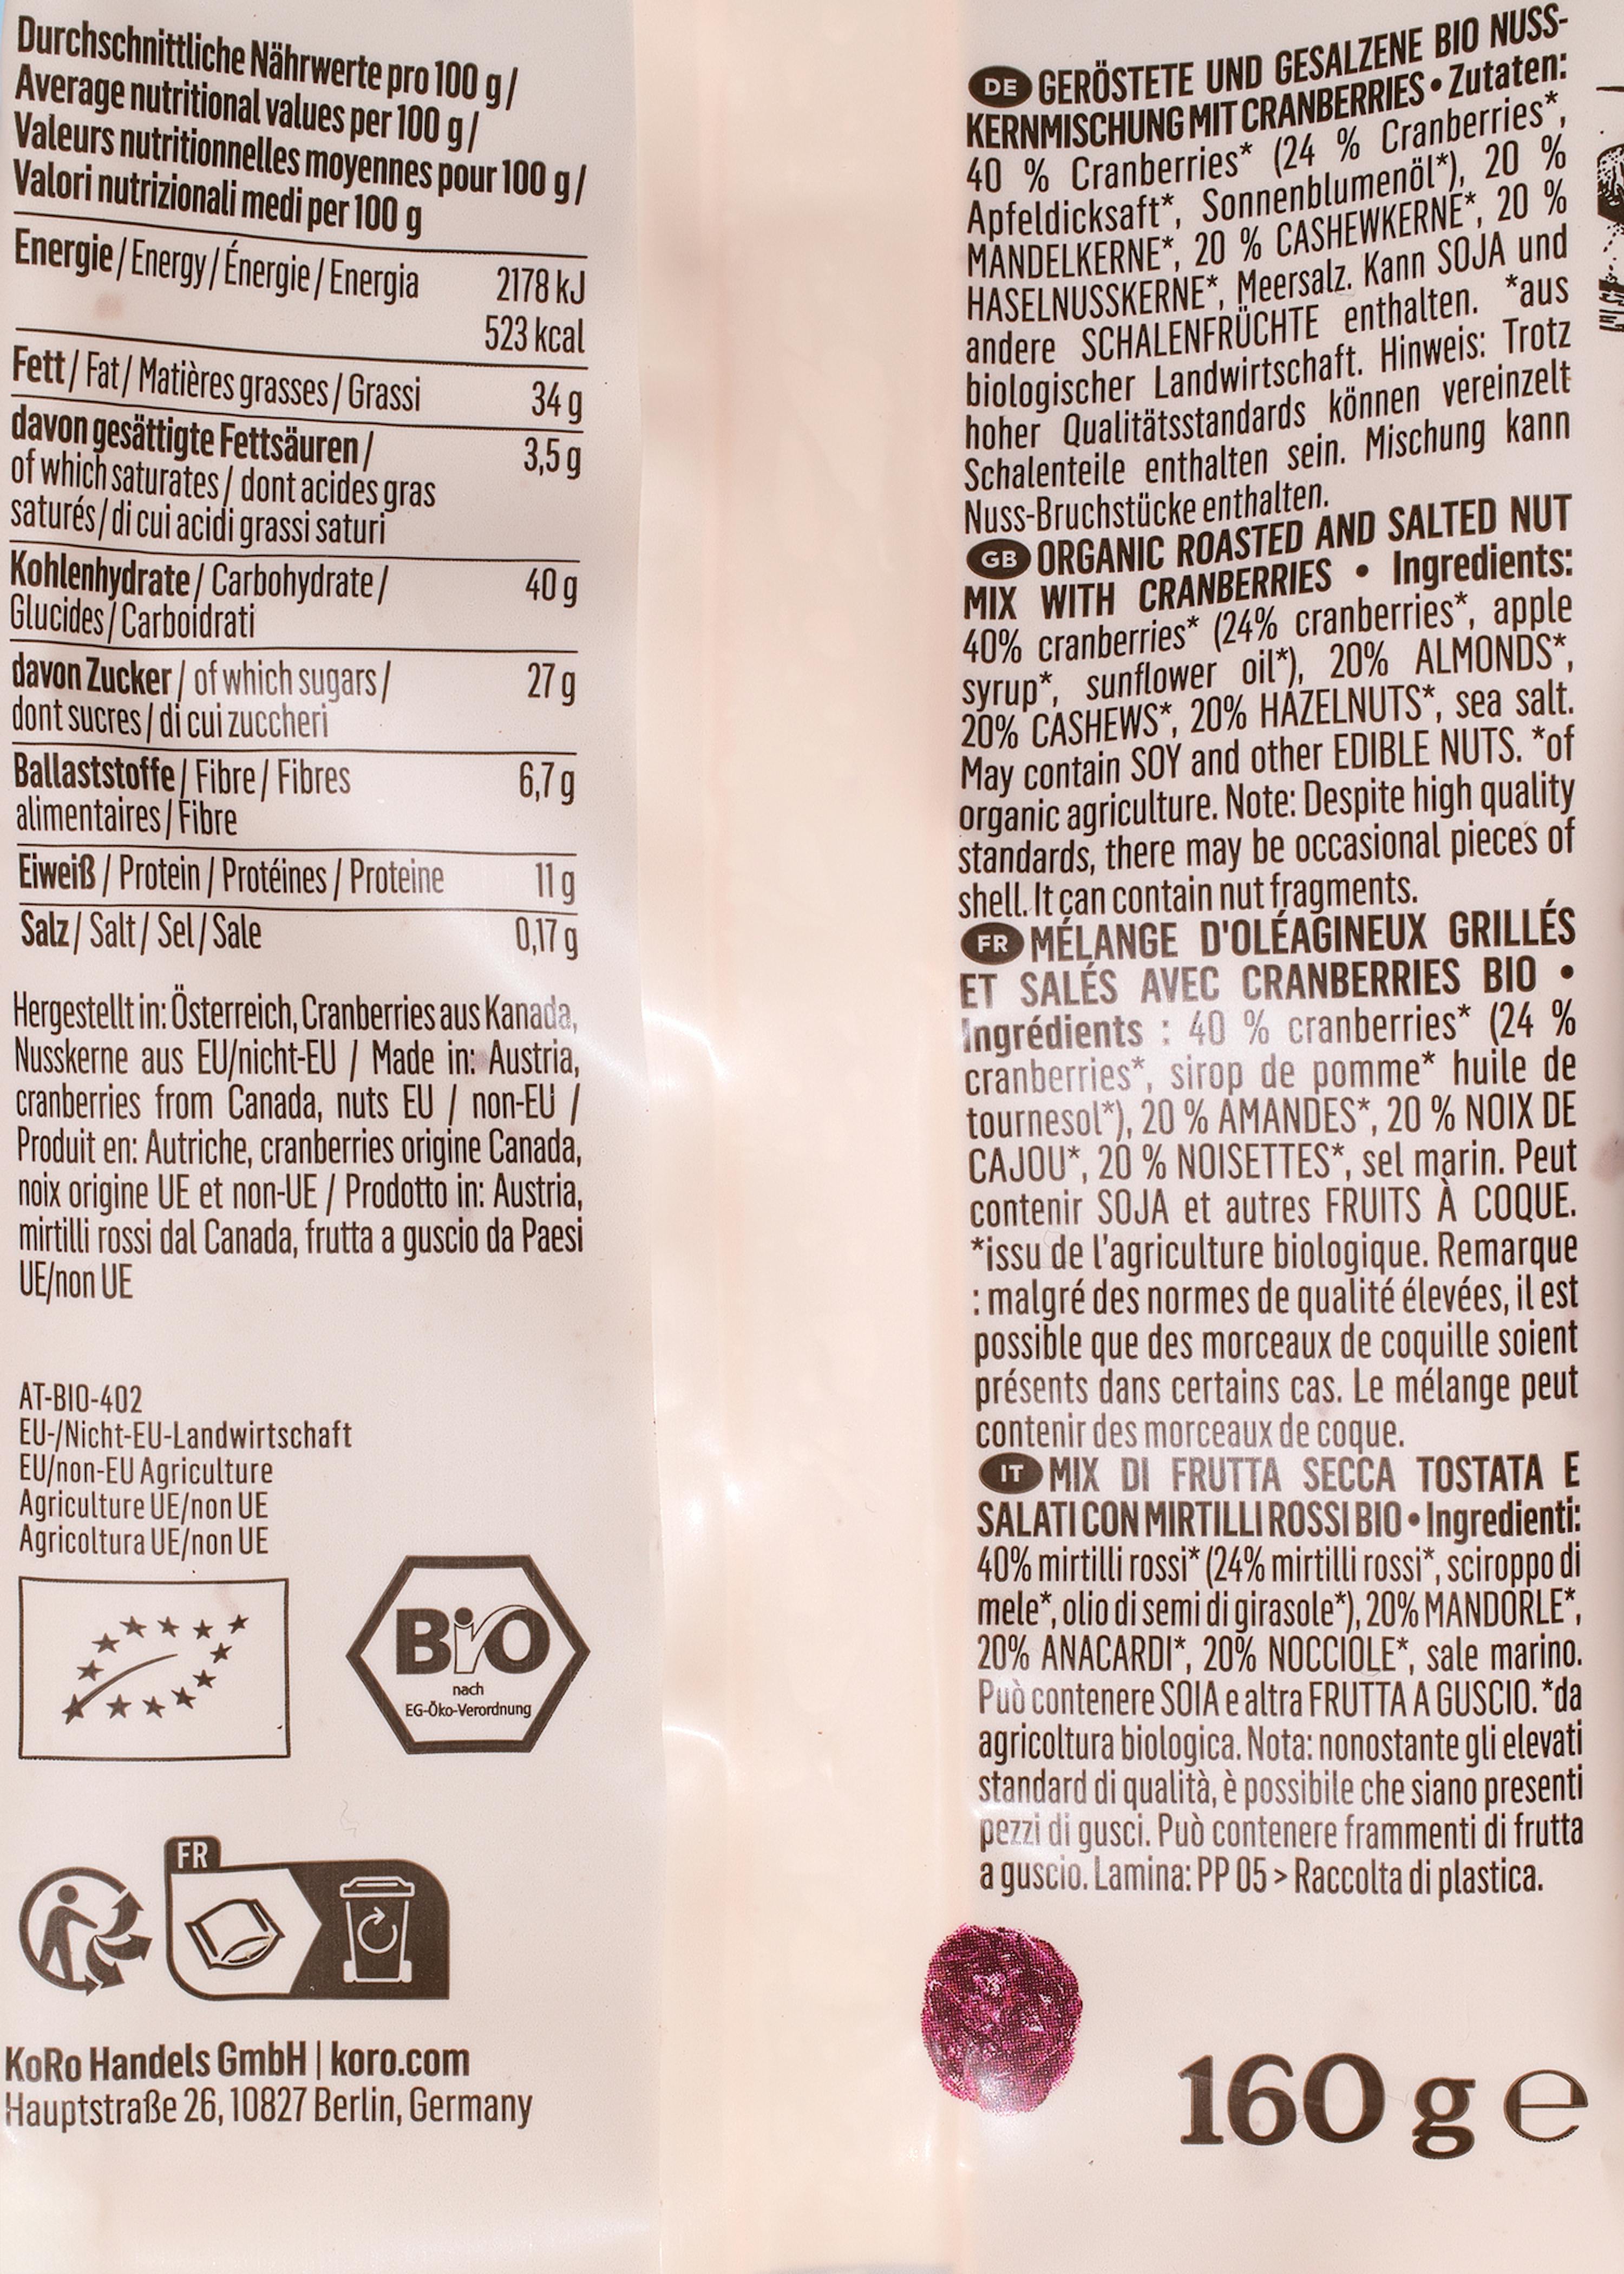 Durchschnittliche Nährwerte pro 100 g /
Average nutritional values per 100 g /
Valeurs nutritionnelles moyennes pour 100 g /
Valori nutrizionali medi per 100 g
Energie / Energy / Énergie / Energia 2178 kJ
523 kcal
Fett / Fat / Matières grasses / Grassi 34 g
davon gesättigte Fettsäuren / 3,5 g
of which saturates / dont acides gras
saturés / di cui acidi grassi saturi
Kohlenhydrate / Carbohydrate / 40 g
Glucides / Carboidrati
davon Zucker / of which sugars / 27 g
dont sucres / di cui zuccheri
Ballaststoffe / Fibre / Fibres 6,7 g
alimentaires / Fibre
Eiweiß / Protein / Protéines / Proteine 11 g
Salz / Salt / Sel / Sale 0,17 g
Hergestellt in: Österreich, Cranberries aus Kanada,
Nusskerne aus EU/nicht-EU / Made in: Austria,
cranberries from Canada, nuts EU / non-EU /
Produit en: Autriche, cranberries origine Canada,
noix origine UE et non-UE / Prodotto in: Austria,
mirtilli rossi dal Canada, frutta a guscio da Paesi
UE/non UE
AT-BIO-402
EU-/Nicht-EU-Landwirtschaft
EU/non-EU Agriculture
Agriculture UE/non UE
Agricoltura UE/non UE
Bio
nach
EG-Öko-Verordnung
FR
KoRo Handels GmbH | koro.com
Hauptstraße 26, 10827 Berlin, Germany
DE GERÖSTETE UND GESALZENE BIO NUSS-
KERNMISCHUNG MIT CRANBERRIES • Zutaten:
40 % Cranberries* (24 % Cranberries*,
Apfeldicksaft*, Sonnenblumenöl*), 20 %
MANDELKERNE*, 20 % CASHEWKERNE*, 20 %
HASELNUSSKERNE*, Meersalz. Kann SOJA und
andere SCHALENFRÜCHTE enthalten. *aus
biologischer Landwirtschaft. Hinweis: Trotz
hoher Qualitätsstandards können vereinzelt
Schalenteile enthalten sein. Mischung kann
Nuss-Bruchstücke enthalten.
GB ORGANIC ROASTED AND SALTED NUT
MIX WITH CRANBERRIES • Ingredients:
40% cranberries* (24% cranberries*, apple
syrup*, sunflower oil*), 20% ALMONDS*,
20% CASHEWS*, 20% HAZELNUTS*, sea salt.
May contain SOY and other EDIBLE NUTS. *of
organic agriculture. Note: Despite high quality
standards, there may be occasional pieces of
shell. It can contain nut fragments.
FR MÉLANGE D'OLÉAGINEUX GRILLÉS
ET SALÉS AVEC CRANBERRIES BIO •
Ingrédients : 40 % cranberries* (24 %
cranberries*, sirop de pomme* huile de
tournesol*), 20 % AMANDES*, 20 % NOIX DE
CAJOU*, 20 % NOISETTES*, sel marin. Peut
contenir SOJA et autres FRUITS À COQUE.
*issu de l'agriculture biologique. Remarque
: malgré des normes de qualité élevées, il est
possible que des morceaux de coquille soient
présents dans certains cas. Le mélange peut
contenir des morceaux de coque.
IT MIX DI FRUTTA SECCA TOSTATA E
SALATI CON MIRTILLI ROSSI BIO • Ingredienti:
40% mirtilli rossi* (24% mirtilli rossi*, sciroppo di
mele*, olio di semi di girasole*), 20% MANDORLE*,
20% ANACARDI*, 20% NOCCIOLE*, sale marino.
Può contenere SOIA e altra FRUTTA A GUSCIO. *da
agricoltura biologica. Nota: nonostante gli elevati
standard di qualità, è possibile che siano presenti
pezzi di gusci. Può contenere frammenti di frutta
a guscio. Lamina: PP 05 > Raccolta di plastica.
160 g e